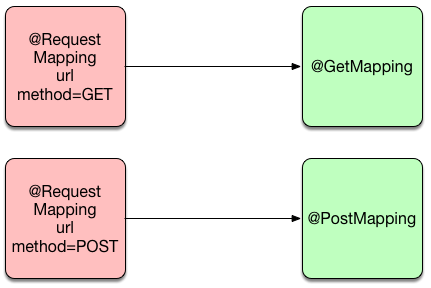 @Request
Mapping
url
method=GET
@GetMapping
@Request
Mapping
url
method=POST
@PostMapping